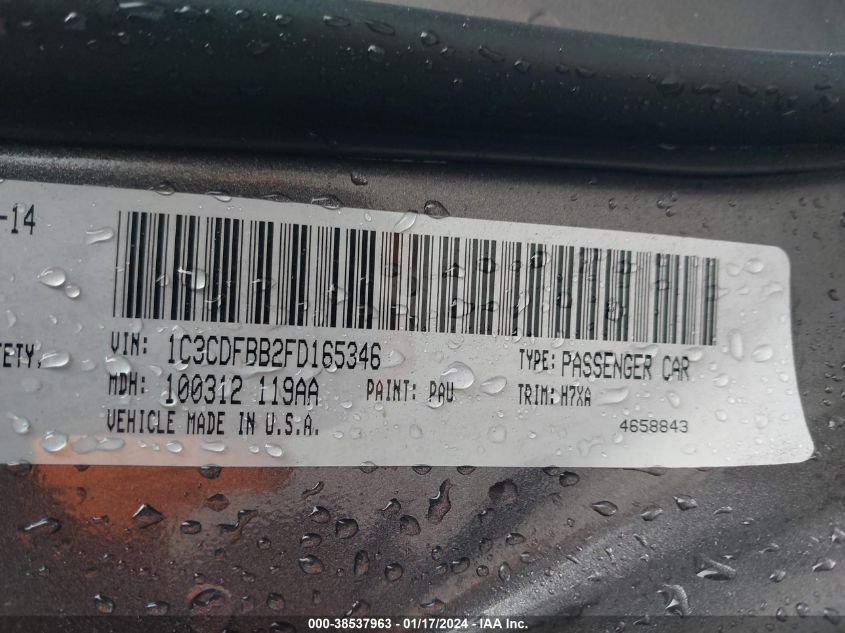 -14
ETY,
VIN: 1C3CDFBB2FD165346
TYPE: PASSENGER CAR
MDH: 100312 119AA
PAINT: PAU
TRIM: H7XA
VEHICLE MADE IN U.S.A.
4658843
000-38537963 - 01/17/2024 - IAA Inc.